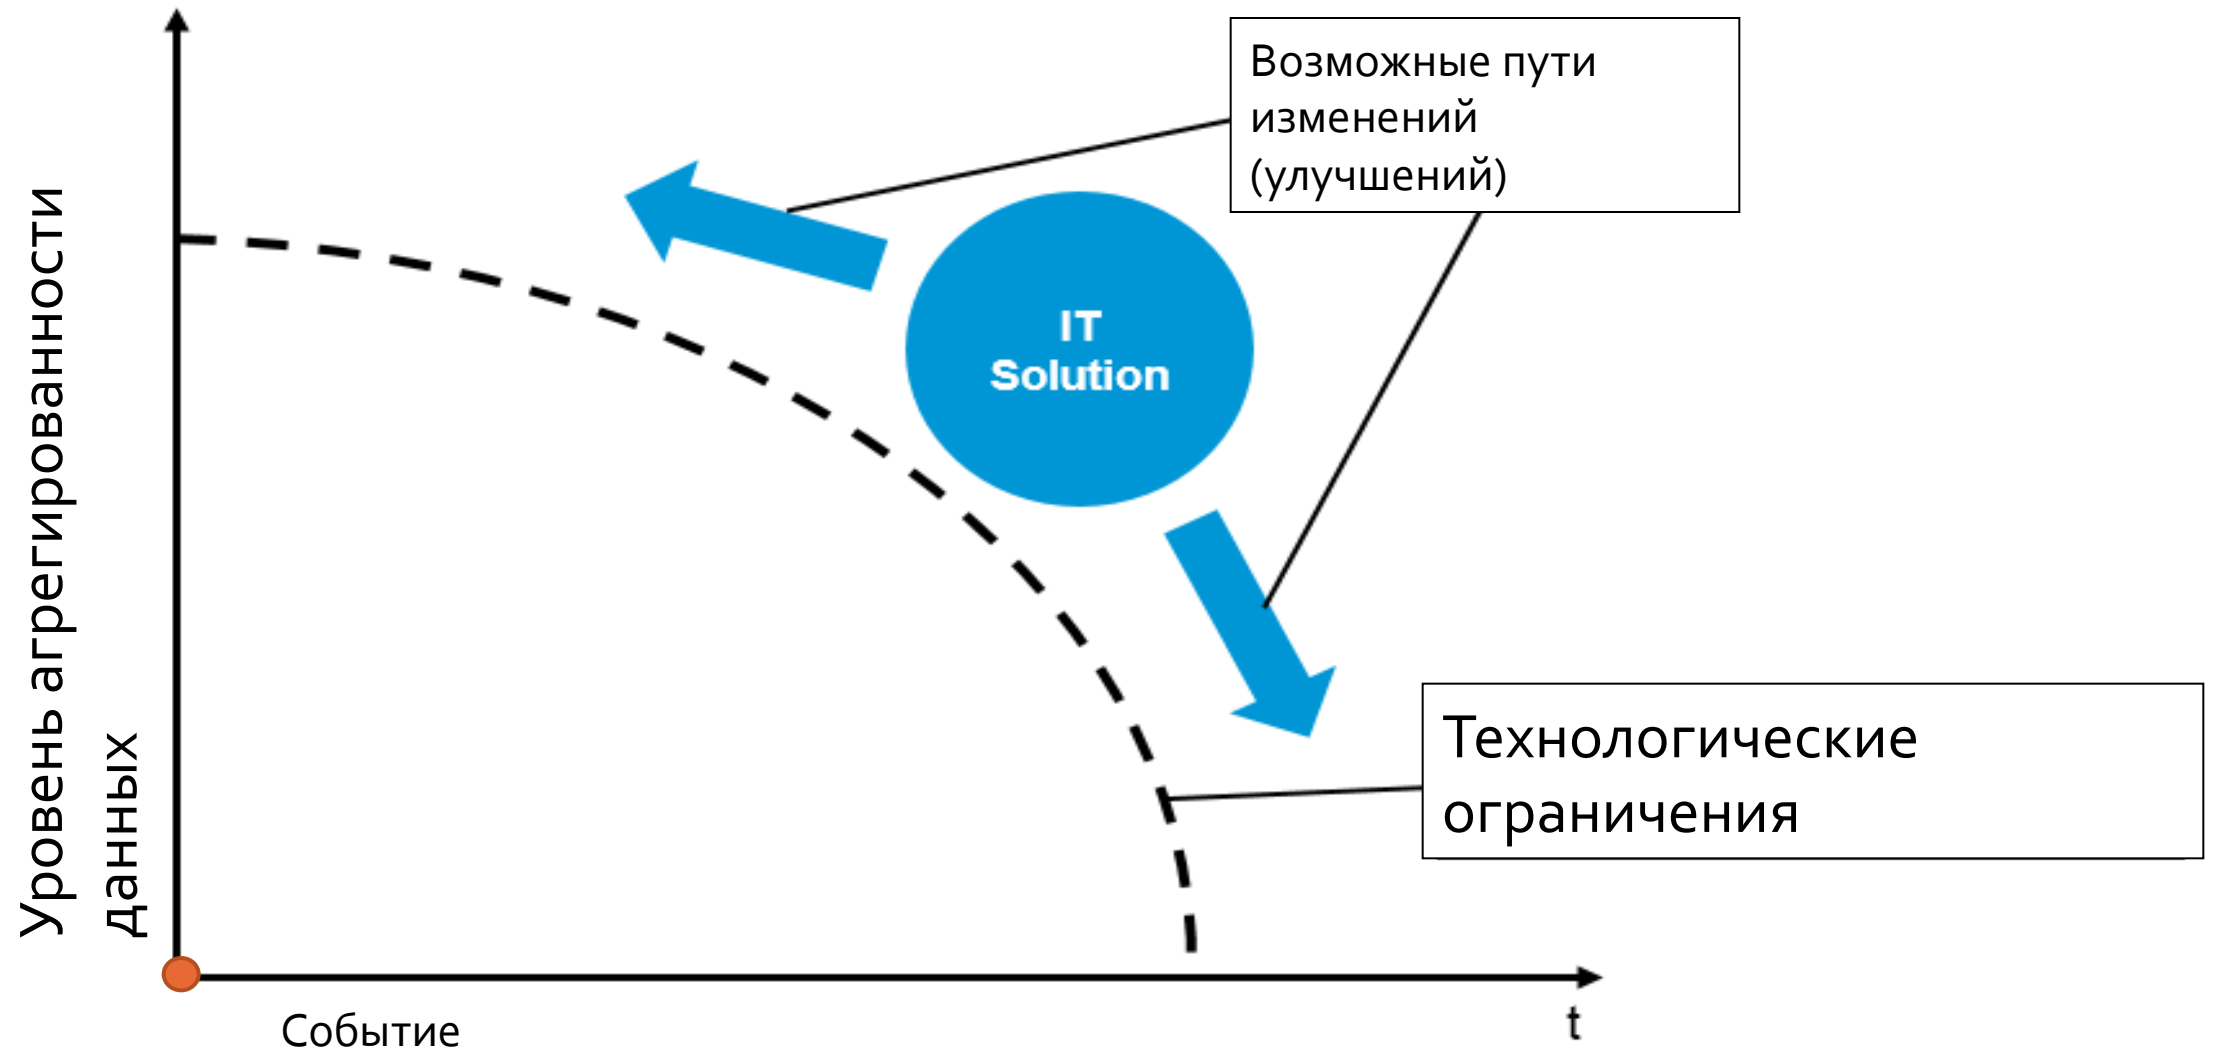 Уровень агрегированности
данных
Возможные пути
изменений
(улучшений)
IT
Solution
Технологические
ограничения
Событие
t